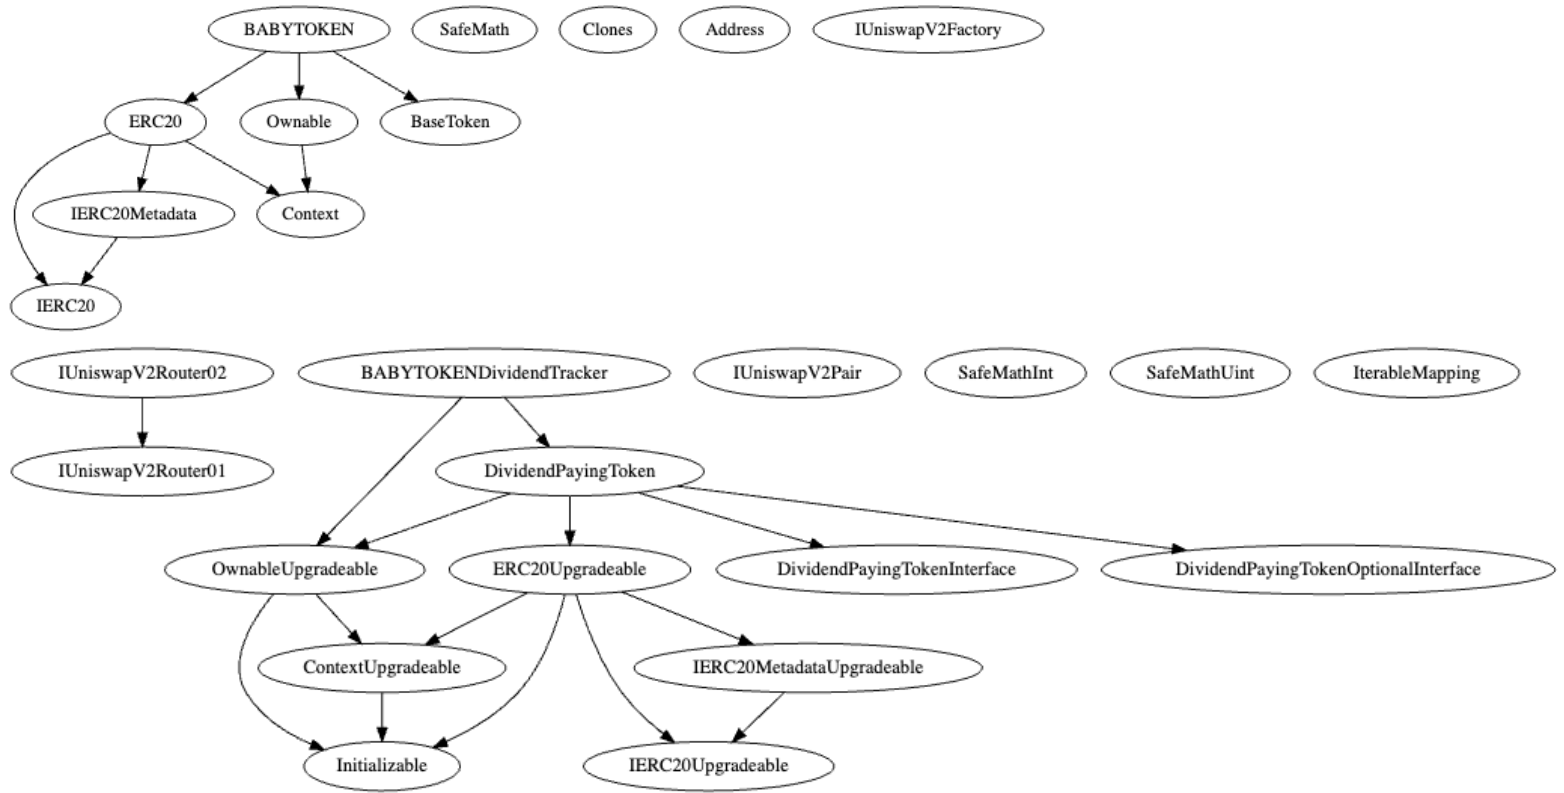 BABYTOKEN
SafeMath
Clones
Address
IUniswapV2Factory
ERC20
Ownable
BaseToken
IERC20Metadata
Context
IERC20
IUniswapV2Router02
BABYTOKENDividendTracker
IUniswapV2Pair
SafeMathInt
SafeMathUint
IterableMapping
IUniswapV2Router01
DividendPayingToken
OwnableUpgradeable
ERC20Upgradeable
DividendPayingTokenInterface
DividendPayingTokenOptionalInterface
ContextUpgradeable
IERC20MetadataUpgradeable
Initializable
IERC20Upgradeable